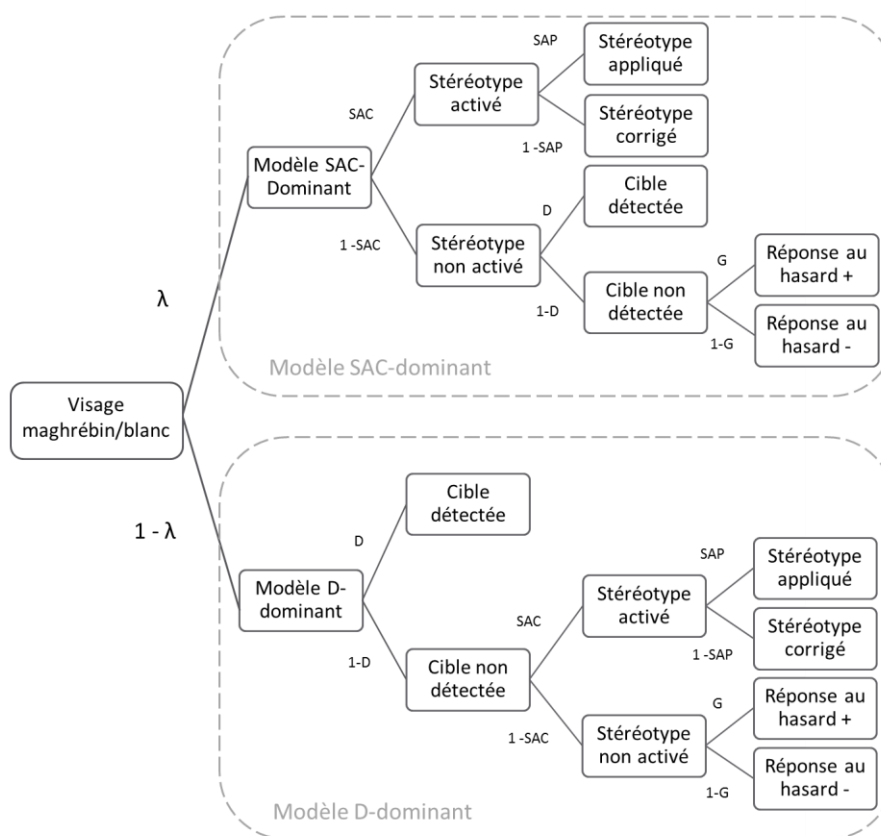 SAP
Stéréotype
appliqué
Stéréotype
activé
SAC
Stéréotype
corrigé
1 -SAP
Modèle SAC-
Dominant
Cible
détectée
D
1 -SAC
Stéréotype
non activé
G
Réponse au
hasard +
λ
Cible non
détectée
1-D
Réponse au
hasard -
1-G
Modèle SAC-dominant
Visage
maghrébin/blanc
Cible
détectée
1 - λ
D
SAP
Stéréotype
appliqué
Modèle D-
dominant
Stéréotype
activé
SAC
Stéréotype
corrigé
1 -SAP
1-D
Cible non
détectée
G
Réponse au
hasard +
1 -SAC
Stéréotype
non activé
Réponse au
hasard -
1-G
Modèle D-dominant